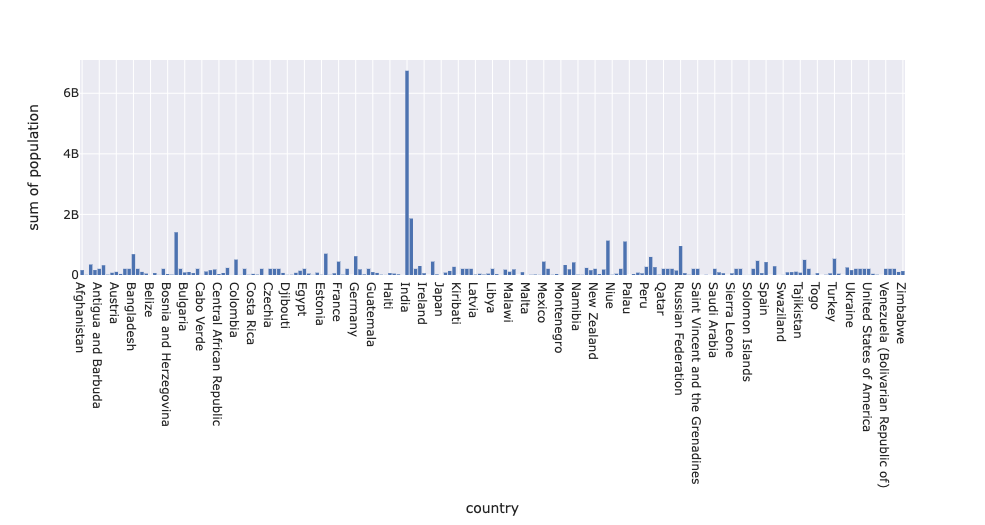 sum of population
6B
4B
2B
0
Afghanistan
Antigua and Barbuda
Austria
Bangladesh
Belize
Bosnia and Herzegovina
Bulgaria
Cabo Verde
Central African Republic
Colombia
Costa Rica
Czechia
Djibouti
Egypt
Estonia
France
Germany
Guatemala
Haiti
India
Ireland
Japan
Kiribati
Latvia
Libya
Malawi
Malta
Mexico
Montenegro
Namibia
New Zealand
Niue
Palau
Peru
Qatar
Russian Federation
Saint Vincent and the Grenadines
Saudi Arabia
Sierra Leone
Solomon Islands
Spain
Swaziland
Tajikistan
Togo
Turkey
Ukraine
United States of America
Venezuela (Bolivarian Republic of)
Zimbabwe
country